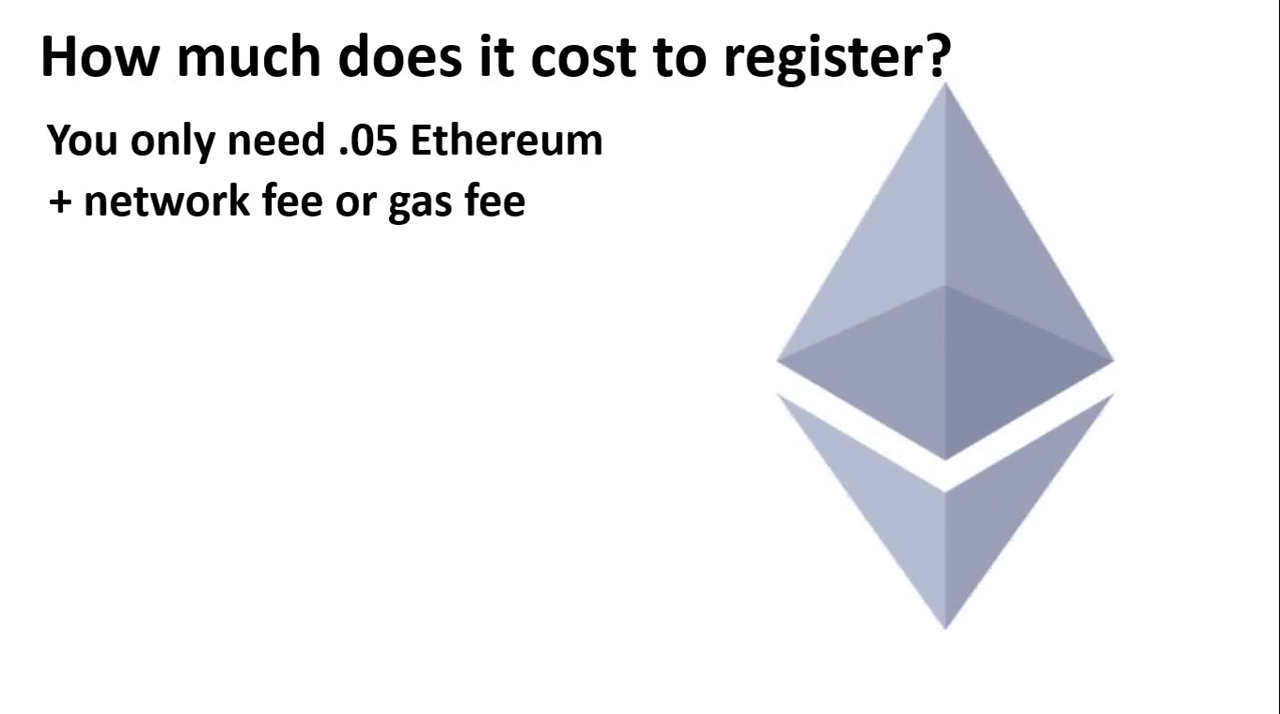 How much does it cost to register?
You only need .05 Ethereum
+ network fee or gas fee